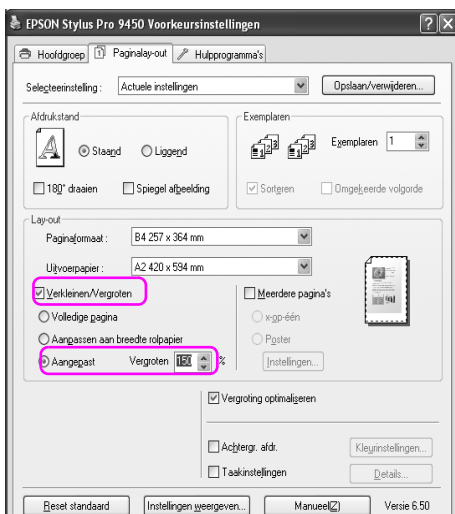 EPSON Stylus Pro 9450 Voorkeursinstellingen
Hoofdgroep Paginalay-out Hulpprogramma's
Selecteerinstelling : Actuele instellingen Opslaan/verwijderen...
Afdrukstand Exemplaren
Staand Liggend Exemplaren 1
180° draaien Spiegel afbeelding Sorteren Omgekeerde volgorde
Lay-out
Paginaformaat : B4 257 x 364 mm
Uitvoerpapier : A2 420 x 594 mm
Verkleinen/Vergroten Meerdere pagina's
Volledige pagina x-op-één
Aanpassen aan breedte rolpapier Poster
Aangepast Vergroten 150 % Instellingen...
Vergroting optimaliseren
Achtergr. afdr. Kleurinstellingen...
Taakinstellingen Details...
Reset standaard Instellingen weergeven... Manueel(Z) Versie 6.50